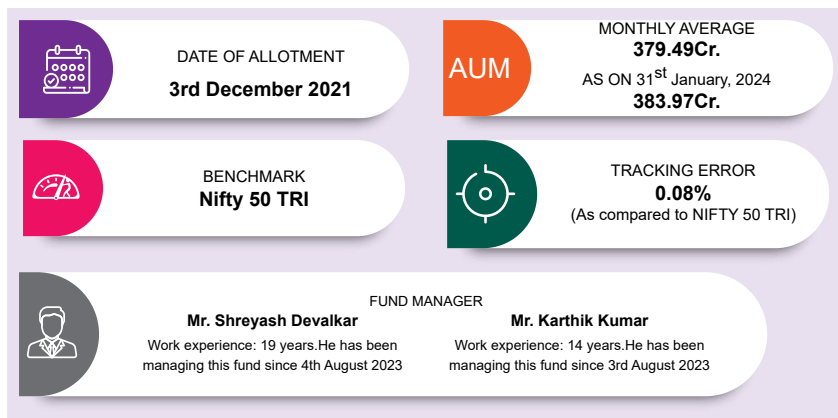 DATE OF ALLOTMENT
3rd December 2021
AUM
MONTHLY AVERAGE
379.49Cr.
AS ON 31st January, 2024
383.97Cr.
BENCHMARK
Nifty 50 TRI
TRACKING ERROR
0.08%
(As compared to NIFTY 50 TRI)
FUND MANAGER
Mr. Shreyash Devalkar
Work experience: 19 years.He has been
managing this fund since 4th August 2023
Mr. Karthik Kumar
Work experience: 14 years.He has been
managing this fund since 3rd August 2023